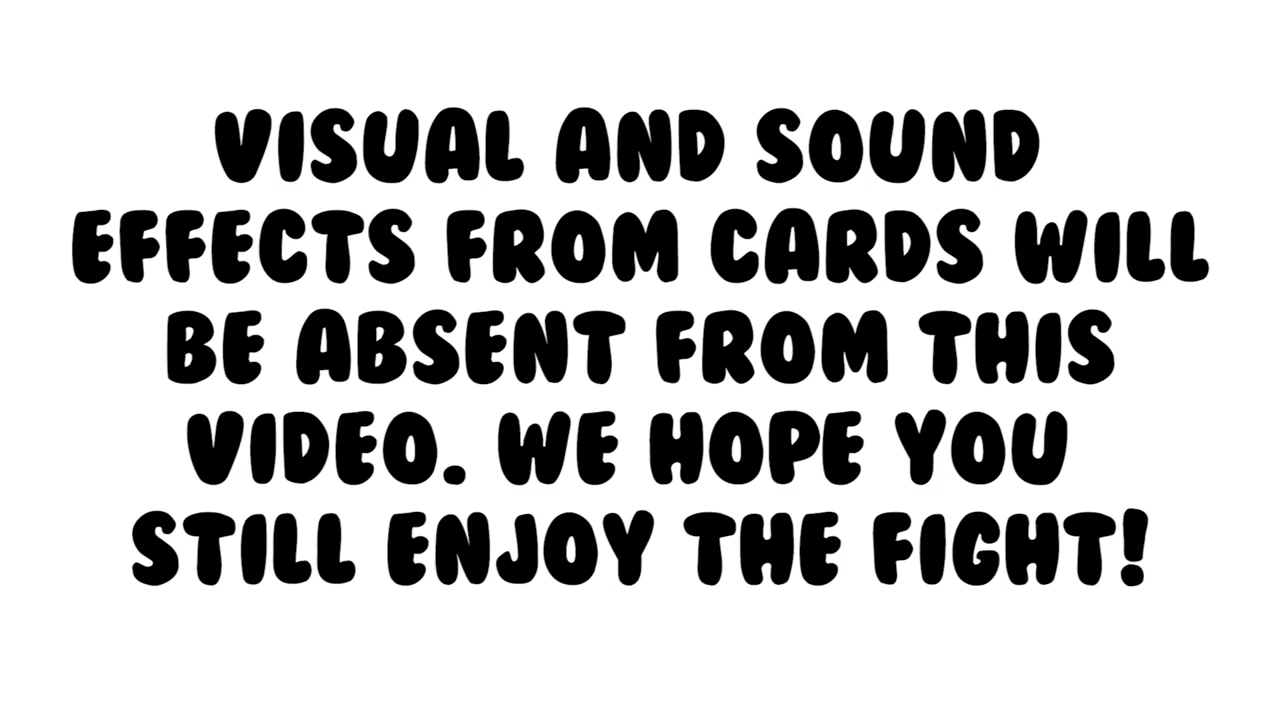 VISUAL AND SOUND
EFFECTS FROM CARDS WILL
BE ABSENT FROM THIS
VIDEO. WE HOPE YOU
STILL ENJOY THE FIGHT!